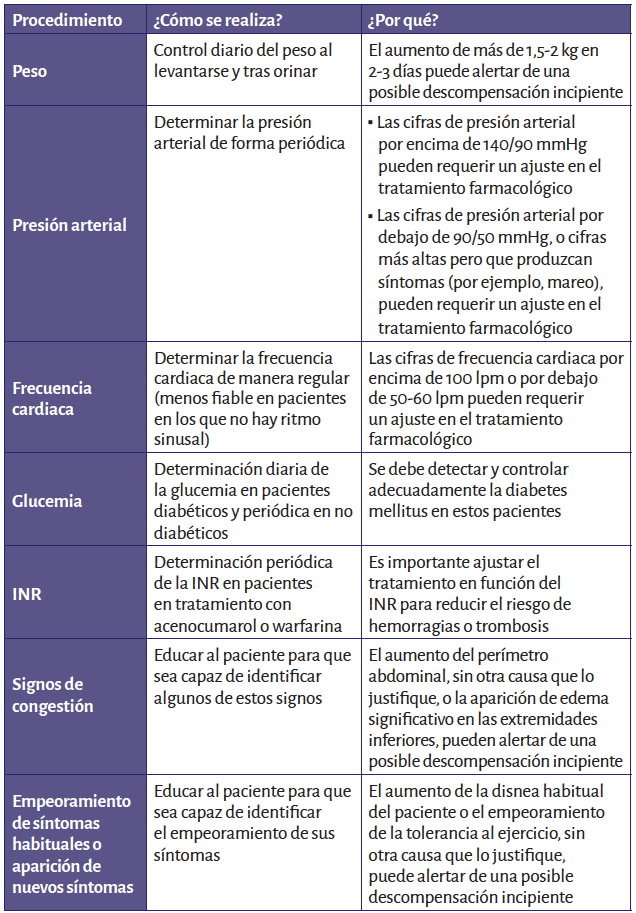 Procedimiento
¿Cómo se realiza?
¿Por qué?
Peso
Control diario del peso al
levantarse y tras orinar
El aumento de más de 1,5-2 kg en
2-3 días puede alertar de una
posible descompensación incipiente
Presión arterial
Determinar la presión
arterial de forma periódica
▪ Las cifras de presión arterial
por encima de 140/90 mmHg
pueden requerir un ajuste en el
tratamiento farmacológico
▪ Las cifras de presión arterial por
debajo de 90/50 mmHg, o cifras
más altas pero que produzcan
síntomas (por ejemplo, mareo),
pueden requerir un ajuste en el
tratamiento farmacológico
Frecuencia
cardiaca
Determinar la frecuencia
cardiaca de manera regular
(menos fiable en pacientes
en los que no hay ritmo
sinusal)
Las cifras de frecuencia cardiaca por
encima de 100 lpm o por debajo
de 50-60 lpm pueden requerir
un ajuste en el tratamiento
farmacológico
Glucemia
Determinación diaria de
la glucemia en pacientes
diabéticos y periódica en no
diabéticos
Se debe detectar y controlar
adecuadamente la diabetes
mellitus en estos pacientes
INR
Determinación periódica
de la INR en pacientes
en tratamiento con
acenocumarol o warfarina
Es importante ajustar el
tratamiento en función del
INR para reducir el riesgo de
hemorragias o trombosis
Signos de
congestión
Educar al paciente para que
sea capaz de identificar
algunos de estos signos
El aumento del perímetro
abdominal, sin otra causa que lo
justifique, o la aparición de edema
significativo en las extremidades
inferiores, pueden alertar de una
posible descompensación incipiente
Empeoramiento
de síntomas
habituales o
aparición de
nuevos síntomas
Educar al paciente para que
sea capaz de identificar
el empeoramiento de sus
síntomas
El aumento de la disnea habitual
del paciente o el empeoramiento
de la tolerancia al ejercicio, sin
otra causa que lo justifique,
puede alertar de una posible
descompensación incipiente